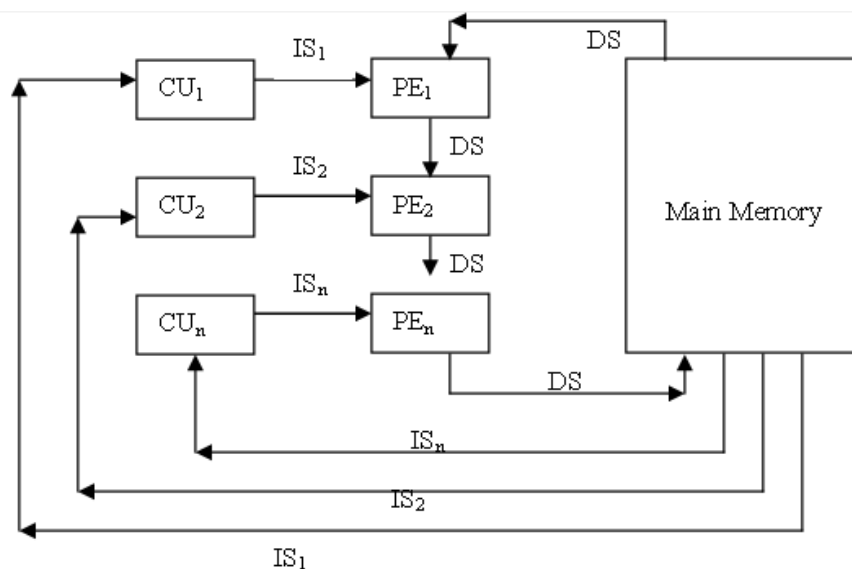 DS
IS₁
CU₁
PE₁
DS
IS₂
CU₂
PE₂
Main Memory
DS
ISₙ
CUₙ
PEₙ
DS
ISₙ
IS₂
IS₁